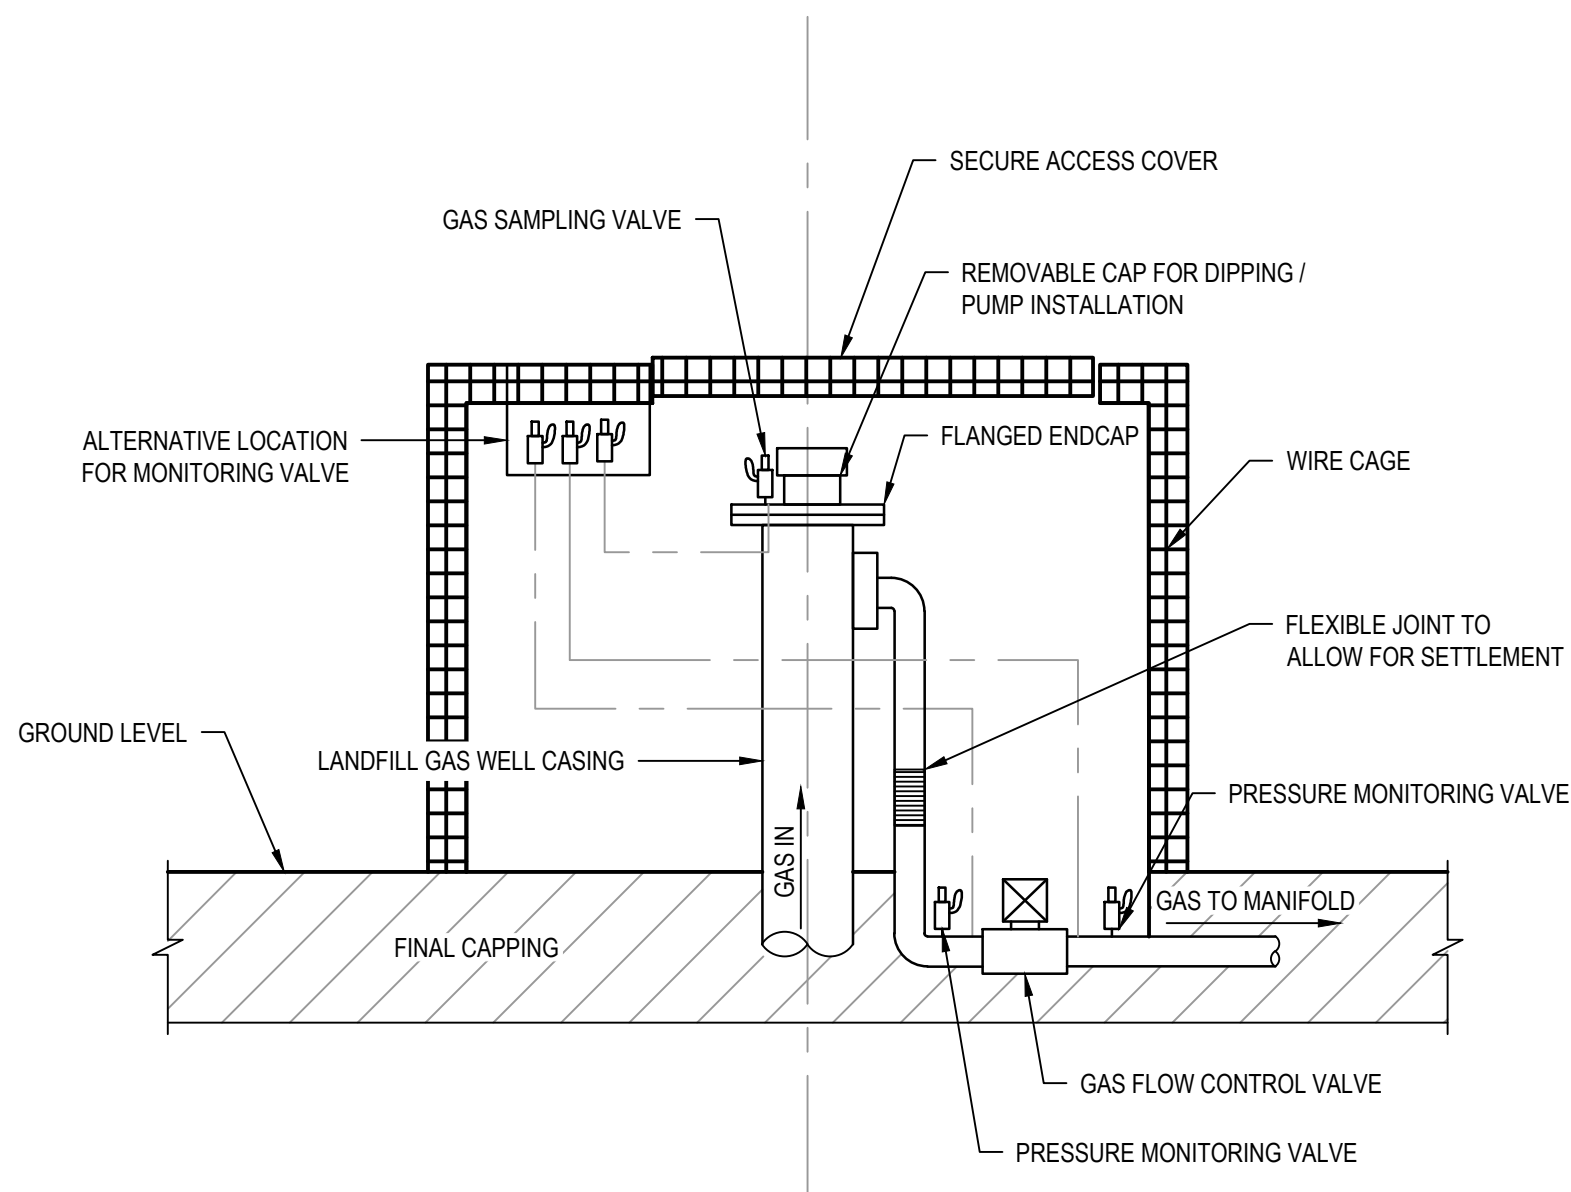 SECURE ACCESS COVER
GAS SAMPLING VALVE
REMOVABLE CAP FOR DIPPING /
PUMP INSTALLATION
ALTERNATIVE LOCATION
FOR MONITORING VALVE
FLANGED ENDCAP
WIRE CAGE
FLEXIBLE JOINT TO
ALLOW FOR SETTLEMENT
GROUND LEVEL
LANDFILL GAS WELL CASING
PRESSURE MONITORING VALVE
GAS IN
GAS TO MANIFOLD
FINAL CAPPING
GAS FLOW CONTROL VALVE
PRESSURE MONITORING VALVE